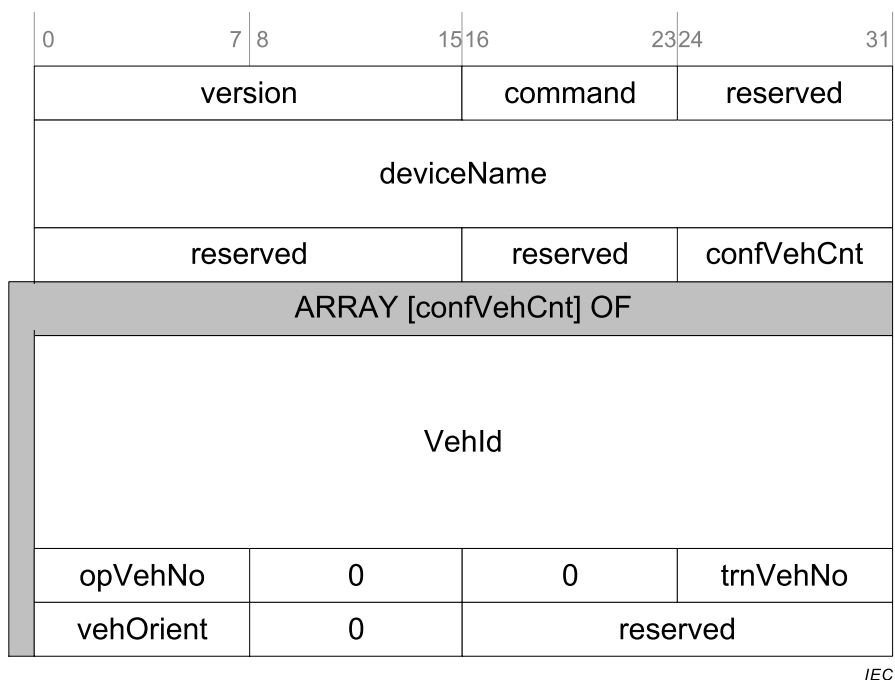 0 7 8 15 16 23 24 31
version command reserved
deviceName
reserved reserved confVehCnt
ARRAY [confVehCnt] OF
VehId
opVehNo 0 0 trnVehNo
vehOrient 0 reserved
IEC